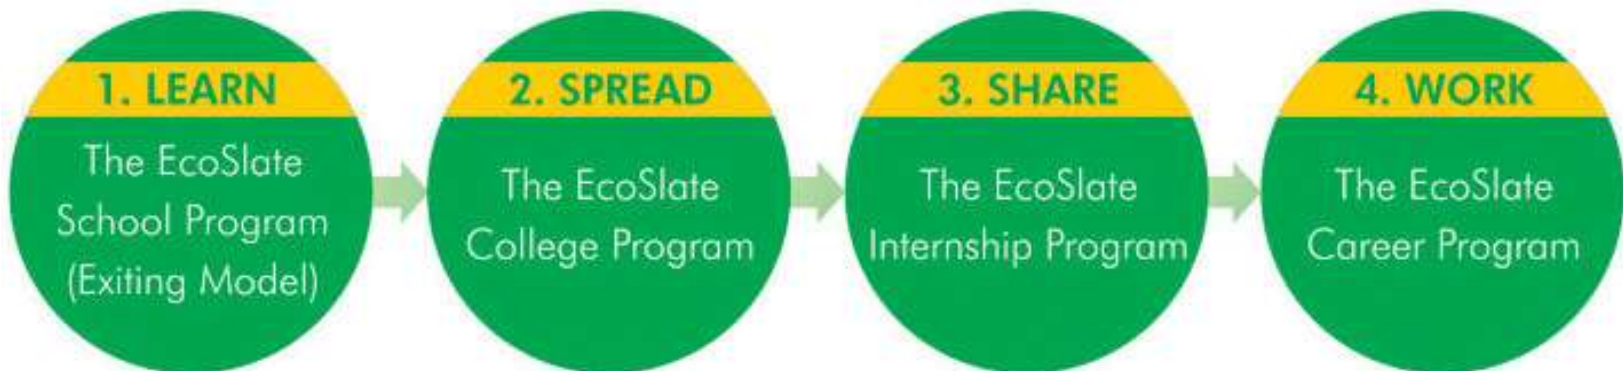 1. LEARN
The EcoSlate
School Program
(Exiting Model)
2. SPREAD
The EcoSlate
College Program
3. SHARE
The EcoSlate
Internship Program
4. WORK
The EcoSlate
Career Program